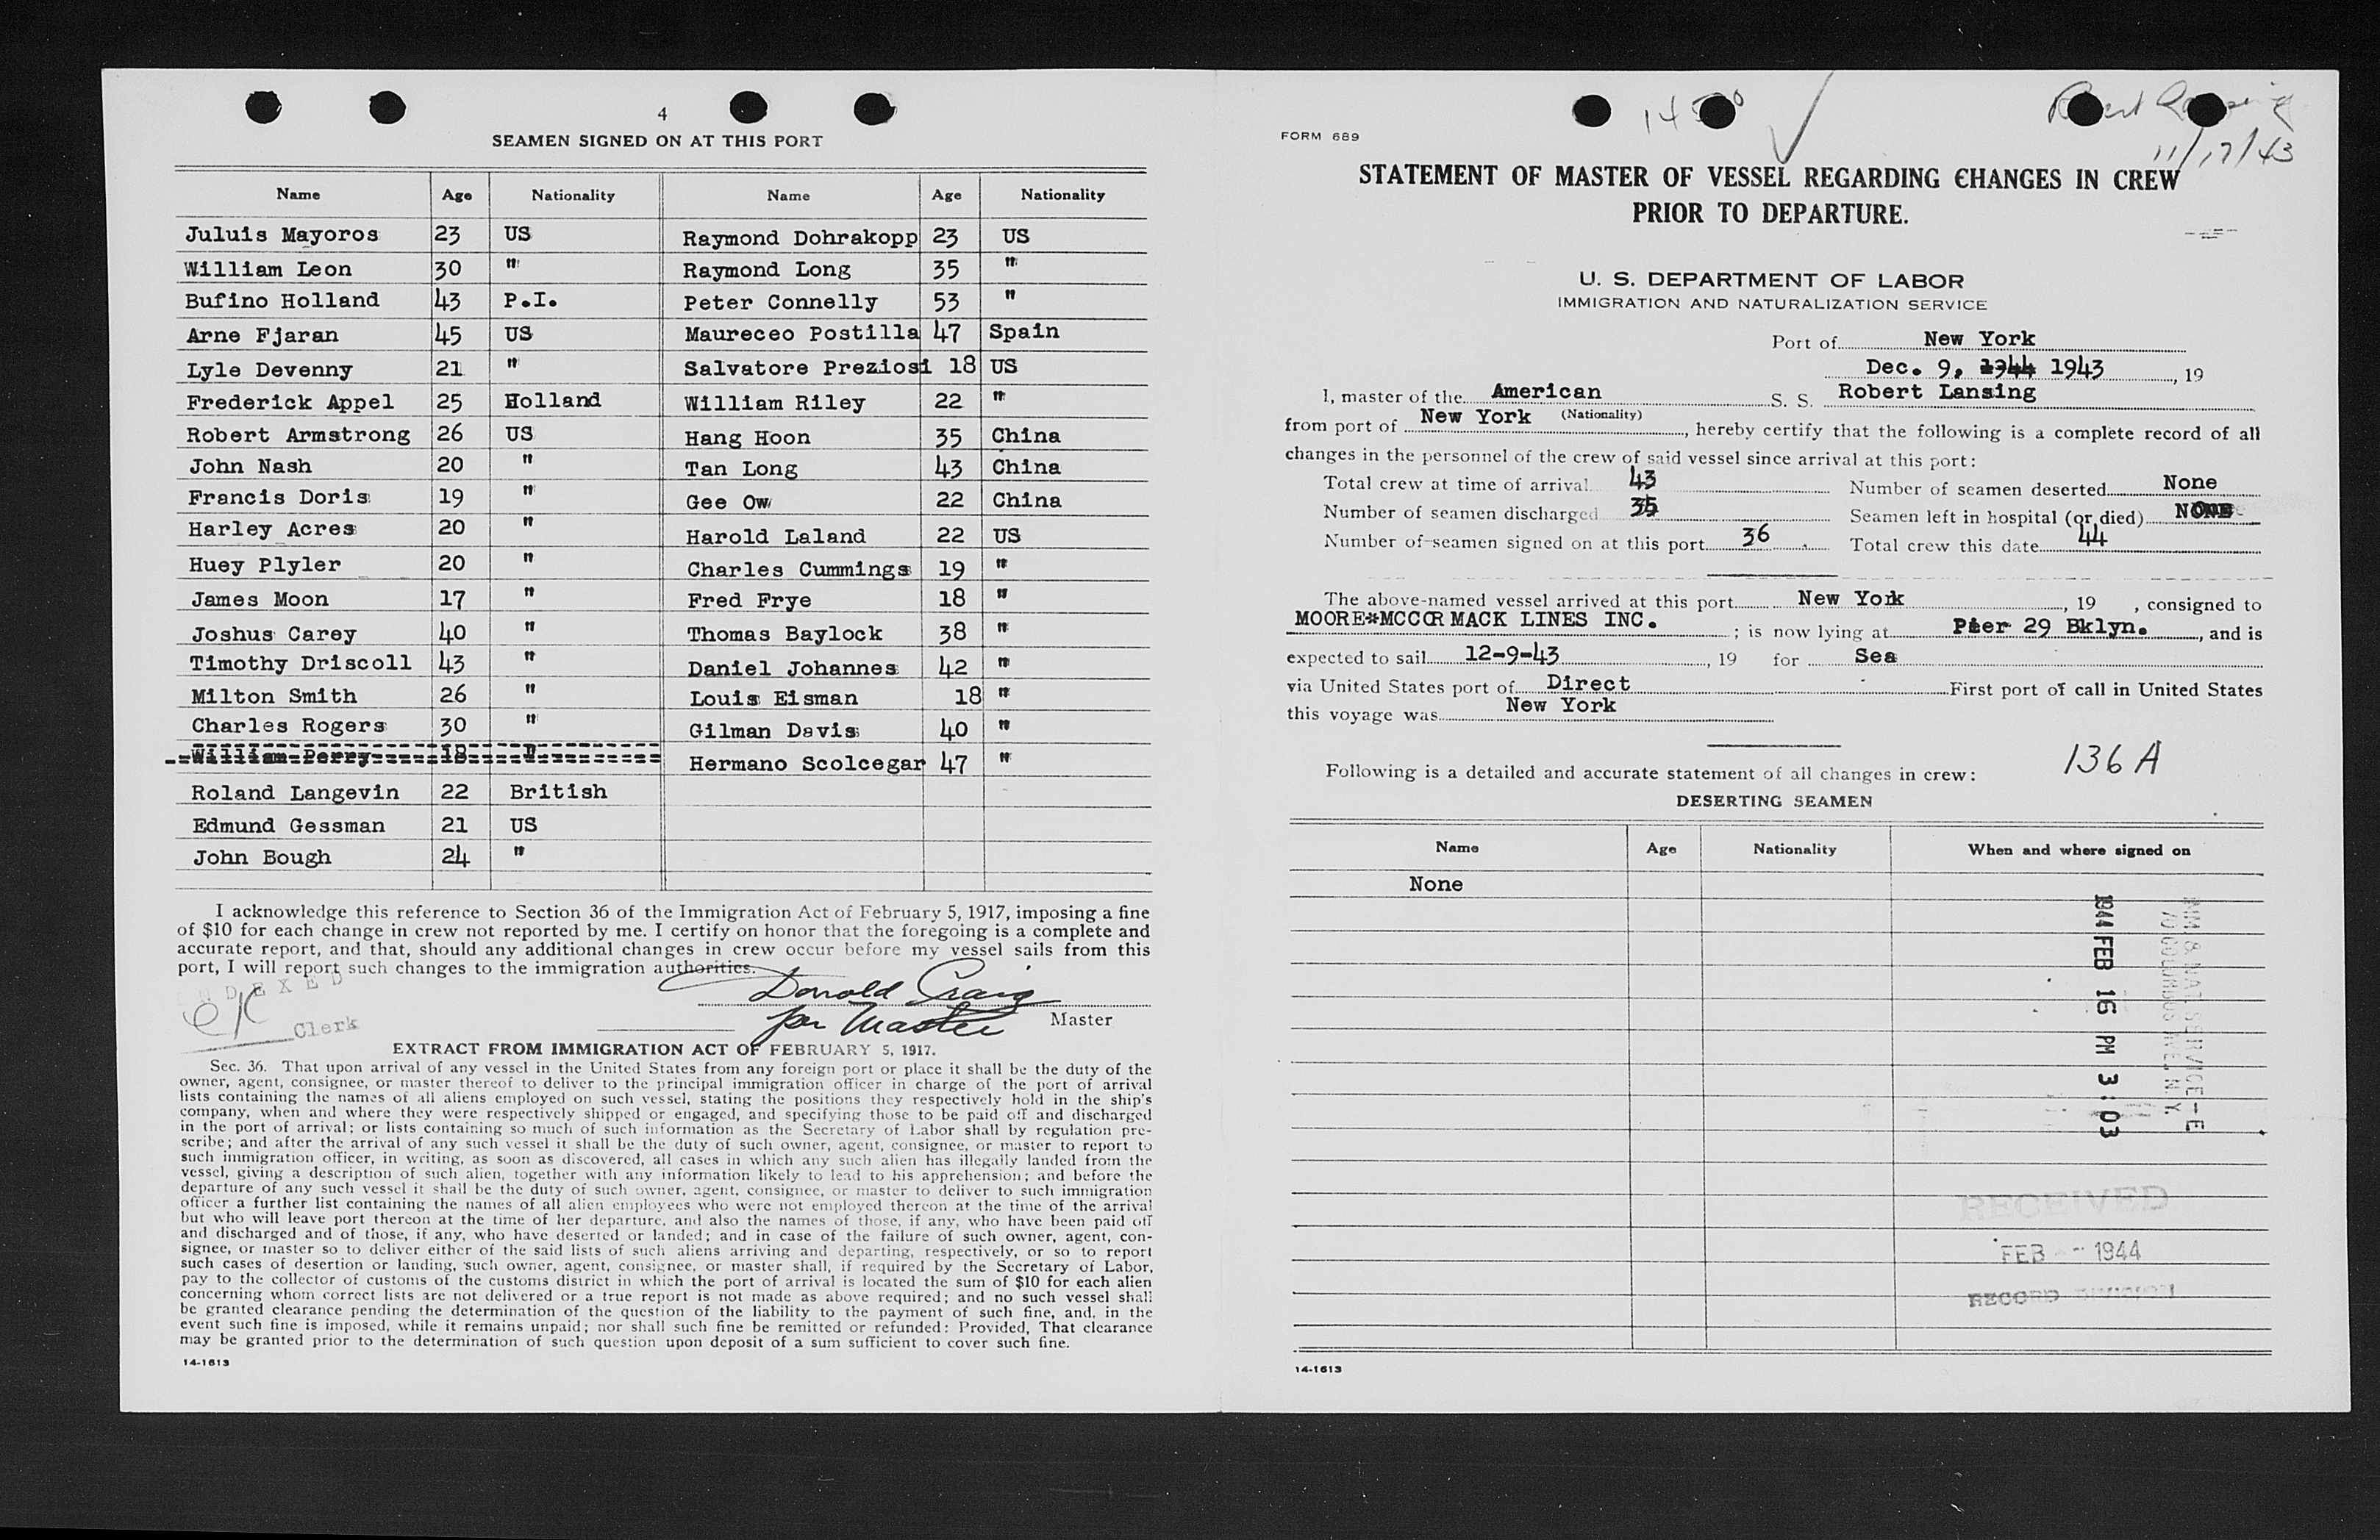 4
SEAMEN SIGNED ON AT THIS PORT
Name Age Nationality Name Age Nationality
Juluis Mayoros 23 US Raymond Dohrakopp 23 US
William Leon 30 " Raymond Long 35 "
Bufino Holland 43 P.I. Peter Connelly 53 "
Arne Fjaran 45 US Maureceo Postilla 47 Spain
Lyle Devenny 21 " Salvatore Preziosi 18 US
Frederick Appel 25 Holland William Riley 22 "
Robert Armstrong 26 US Hang Hoon 35 China
John Nash 20 " Tan Long 43 China
Francis Doris 19 " Gee Ow 22 China
Harley Acres 20 " Harold Laland 22 US
Huey Plyler 20 " Charles Cummings 19 "
James Moon 17 " Fred Frye 18 "
Joshus Carey 40 " Thomas Baylock 38 "
Timothy Driscoll 43 " Daniel Johannes 42 "
Milton Smith 26 " Louis Eisman 18 "
Charles Rogers 30 " Gilman Davis 40 "
William Perry 18 " Hermano Scolcegar 47 "
Roland Langevin 22 British
Edmund Gessman 21 US
John Bough 24 "
I acknowledge this reference to Section 36 of the Immigration Act of February 5, 1917, imposing a fine
of $10 for each change in crew not reported by me. I certify on honor that the foregoing is a complete and
accurate report, and that, should any additional changes in crew occur before my vessel sails from this
port, I will report such changes to the immigration authorities.
INDEXED
Clerk
Donald Craig
for Master Master
EXTRACT FROM IMMIGRATION ACT OF FEBRUARY 5, 1917.
Sec. 36. That upon arrival of any vessel in the United States from any foreign port or place it shall be the duty of the
owner, agent, consignee, or master thereof to deliver to the principal immigration officer in charge of the port of arrival
lists containing the names of all aliens employed on such vessel, stating the positions they respectively hold in the ship's
company, when and where they were respectively shipped or engaged, and specifying those to be paid off and discharged
in the port of arrival; or lists containing so much of such information as the Secretary of Labor shall by regulation pre-
scribe; and after the arrival of any such vessel it shall be the duty of such owner, agent, consignee, or master to report to
such immigration officer, in writing, as soon as discovered, all cases in which any such alien has illegally landed from the
vessel, giving a description of such alien, together with any information likely to lead to his apprehension; and before the
departure of any such vessel it shall be the duty of such owner, agent, consignee, or master to deliver to such immigration
officer a further list containing the names of all alien employees who were not employed thereon at the time of the arrival
but who will leave port thereon at the time of her departure, and also the names of those, if any, who have been paid off
and discharged and of those, if any, who have deserted or landed; and in case of the failure of such owner, agent, con-
signee, or master so to deliver either of the said lists of such aliens arriving and departing, respectively, or so to report
such cases of desertion or landing, such owner, agent, consignee, or master shall, if required by the Secretary of Labor,
pay to the collector of customs of the customs district in which the port of arrival is located the sum of $10 for each alien
concerning whom correct lists are not delivered or a true report is not made as above required; and no such vessel shall
be granted clearance pending the determination of the question of the liability to the payment of such fine, and, in the
event such fine is imposed, while it remains unpaid; nor shall such fine be remitted or refunded: Provided, That clearance
may be granted prior to the determination of such question upon deposit of a sum sufficient to cover such fine.
14-1613
11/17/43
FORM 689
STATEMENT OF MASTER OF VESSEL REGARDING CHANGES IN CREW
PRIOR TO DEPARTURE.
U. S. DEPARTMENT OF LABOR
IMMIGRATION AND NATURALIZATION SERVICE
Port of New York
Dec. 9, 1944 1943, 19
I, master of the American S. S. Robert Lansing
from port of New York (Nationality), hereby certify that the following is a complete record of all
changes in the personnel of the crew of said vessel since arrival at this port:
Total crew at time of arrival 43 Number of seamen deserted None
Number of seamen discharged 35 Seamen left in hospital (or died)
Number of seamen signed on at this port 36 Total crew this date 44
The above-named vessel arrived at this port New York, 19 , consigned to
MOORE*MCCORMACK LINES INC. ; is now lying at Pier 29 Bklyn., and is
expected to sail 12-9-43, 19 for Sea
via United States port of Direct First port of call in United States
this voyage was New York
136 A
Following is a detailed and accurate statement of all changes in crew:
DESERTING SEAMEN
Name Age Nationality When and where signed on
None
1944 FEB 16 PM 3:03
IMM & NAT SERVICE-E
70 COLUMBUS AVE. N.Y.
RECEIVED
FEB - 1944
RECORD DIVISION
14-1613